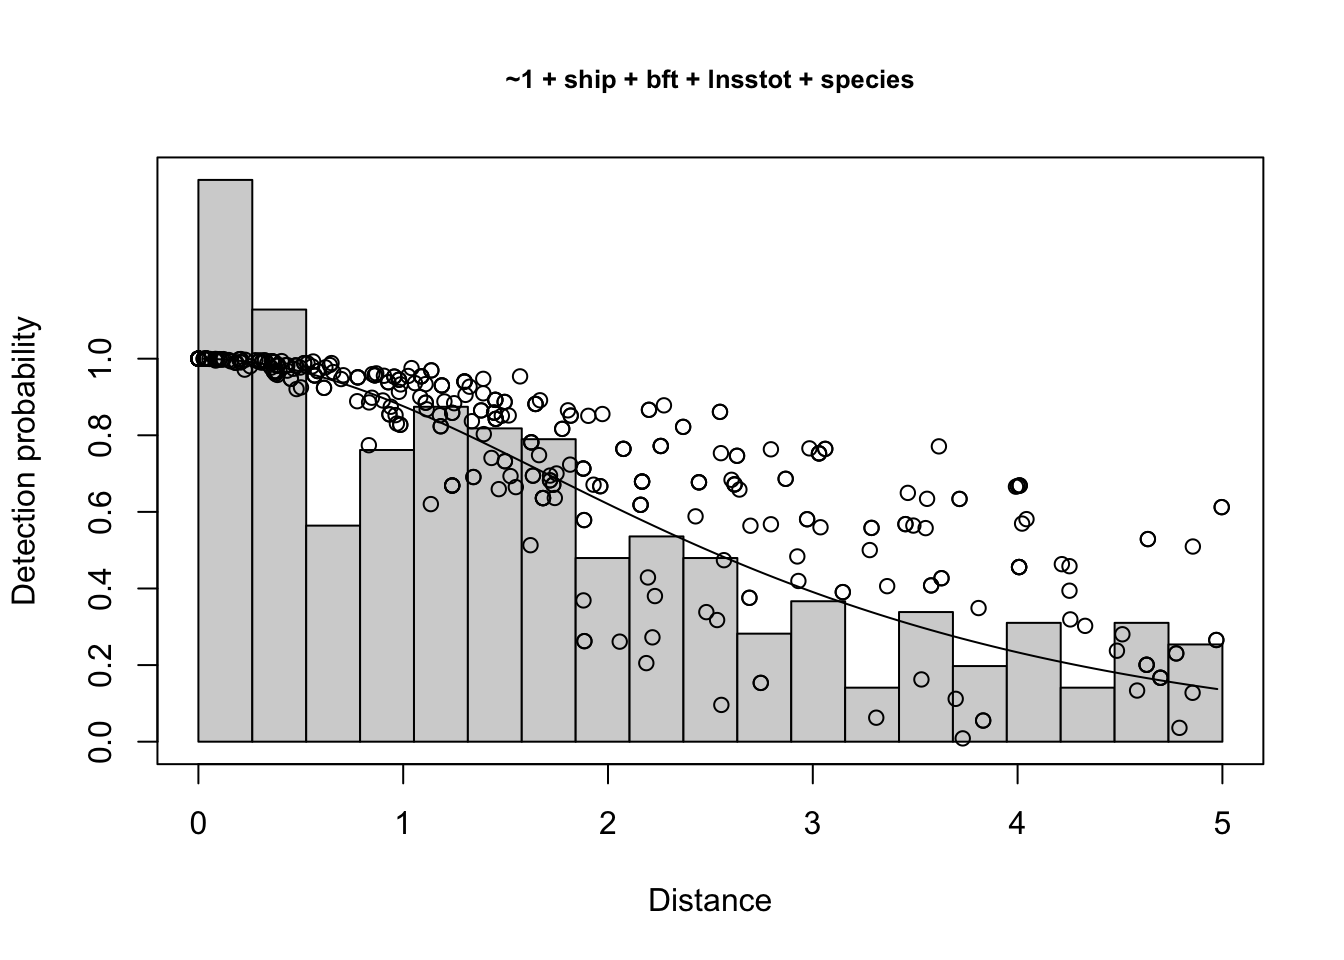 ~1 + ship + bft + lnsstot + species
Detection probability
1.0
0.8
0.6
0.4
0.2
0.0
0 1 2 3 4 5
Distance